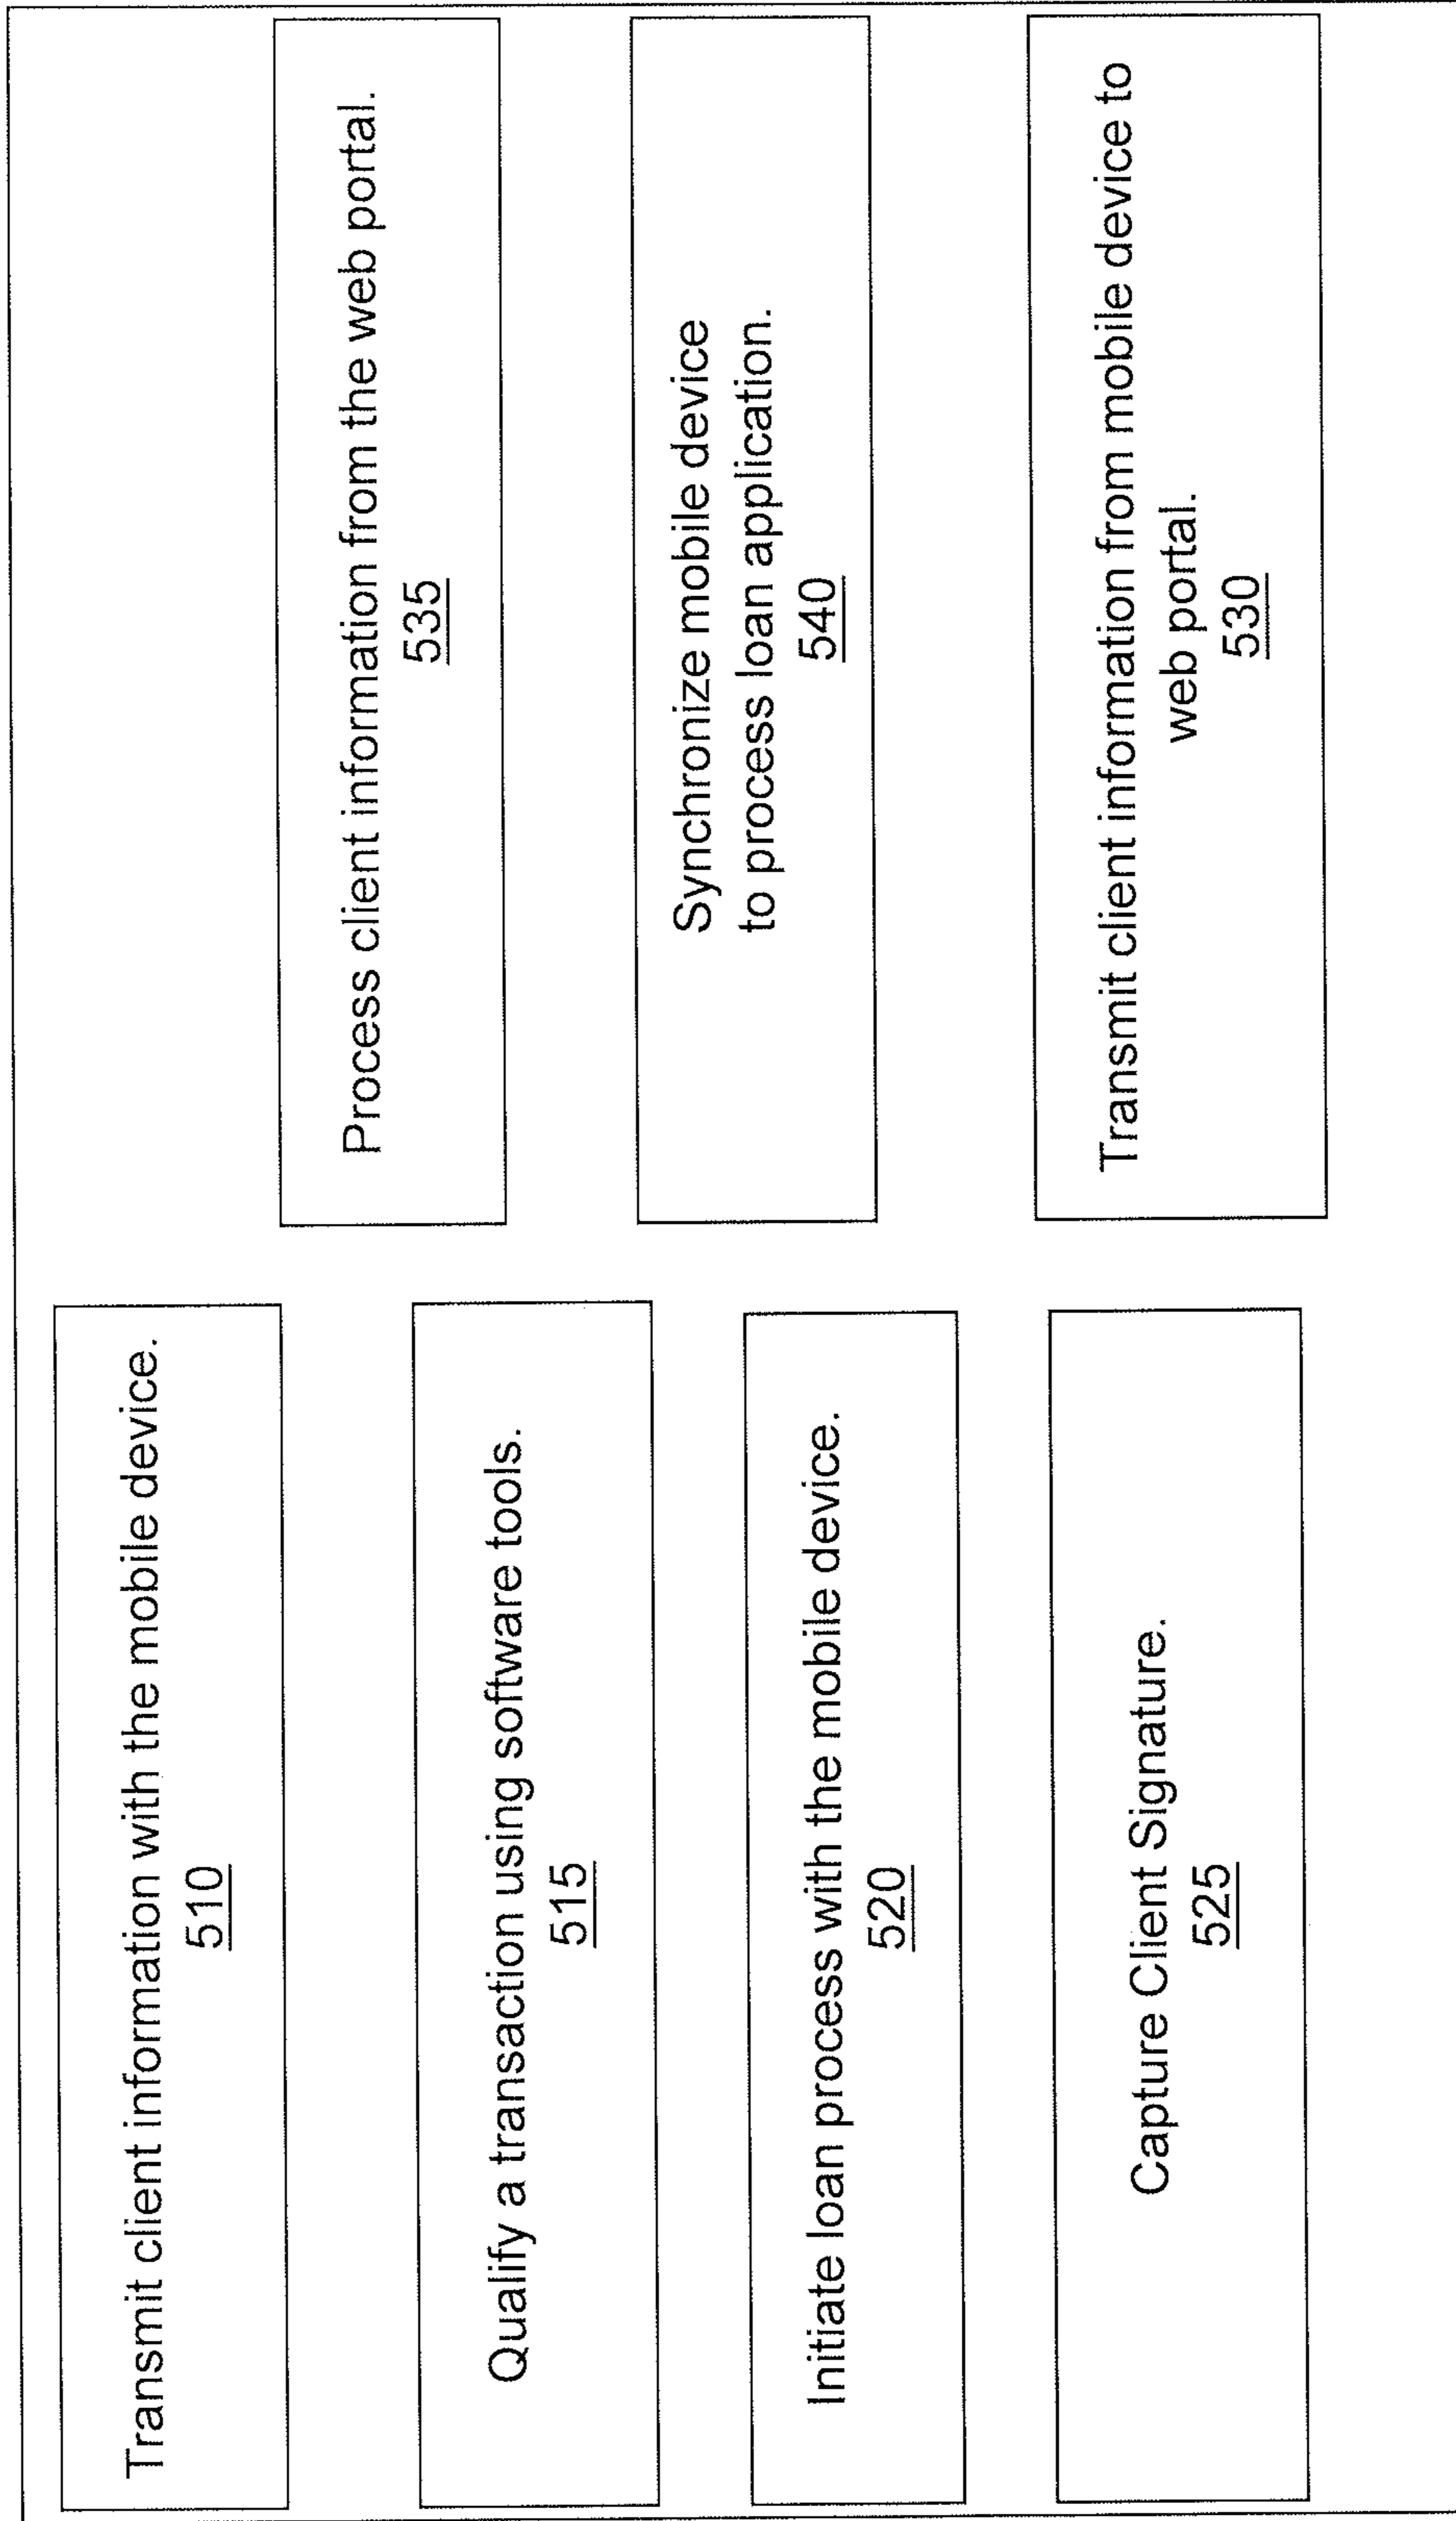 Transmit client information with the mobile device.
510
Qualify a transaction using software tools.
515
Initiate loan process with the mobile device.
520
Capture Client Signature.
525
Process client information from the web portal.
535
Synchronize mobile device
to process loan application.
540
Transmit client information from mobile device to
web portal.
530